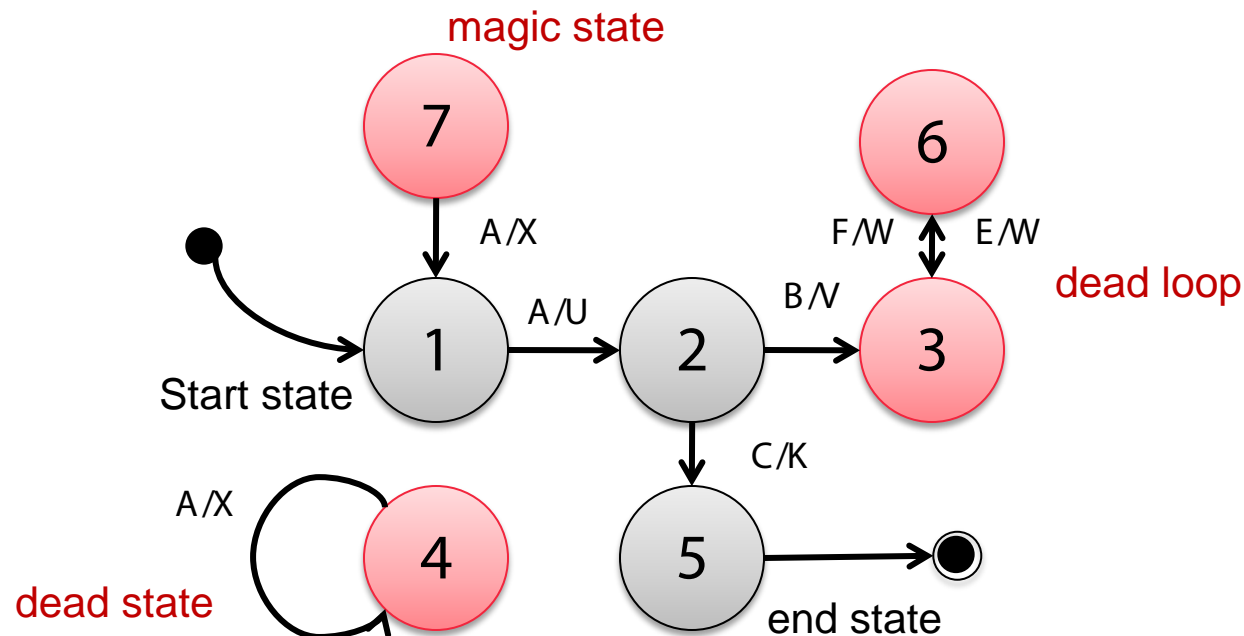 magic state
7
6
A/X
F/W
E/W
dead loop
B/V
A/U
1
2
3
Start state
C/K
A/X
4
5
dead state
end state